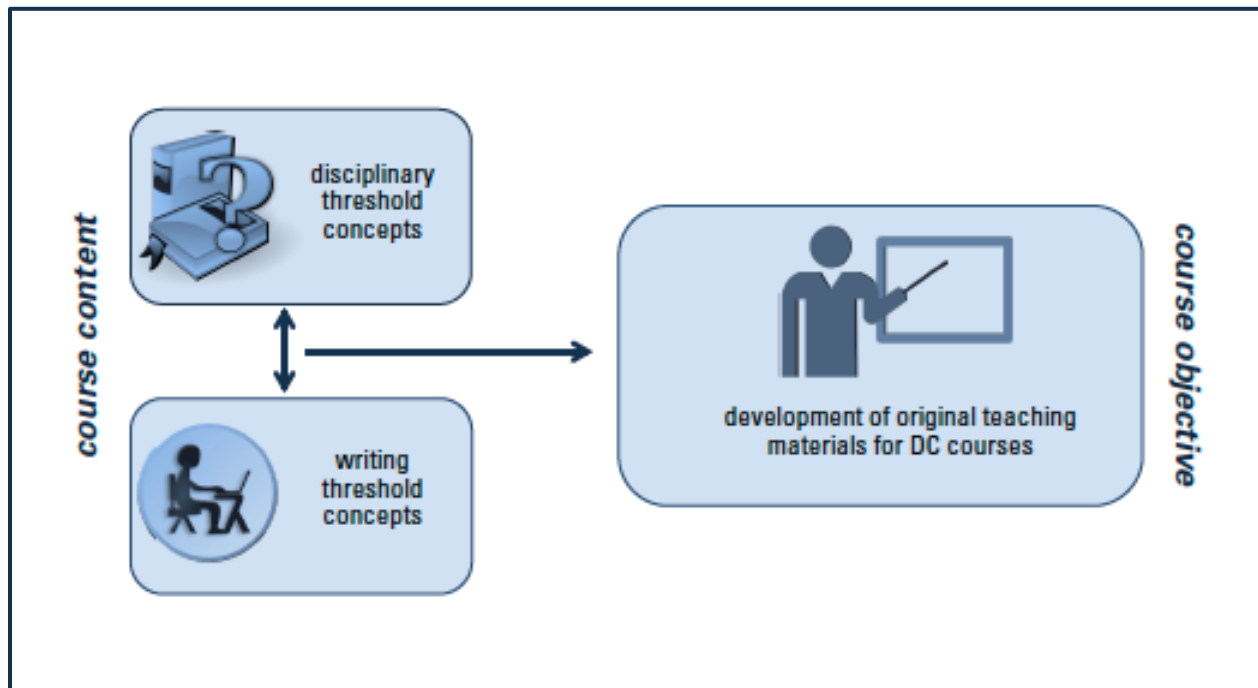 course content
disciplinary
threshold
concepts
writing
threshold
concepts
development of original teaching
materials for DC courses
course objective